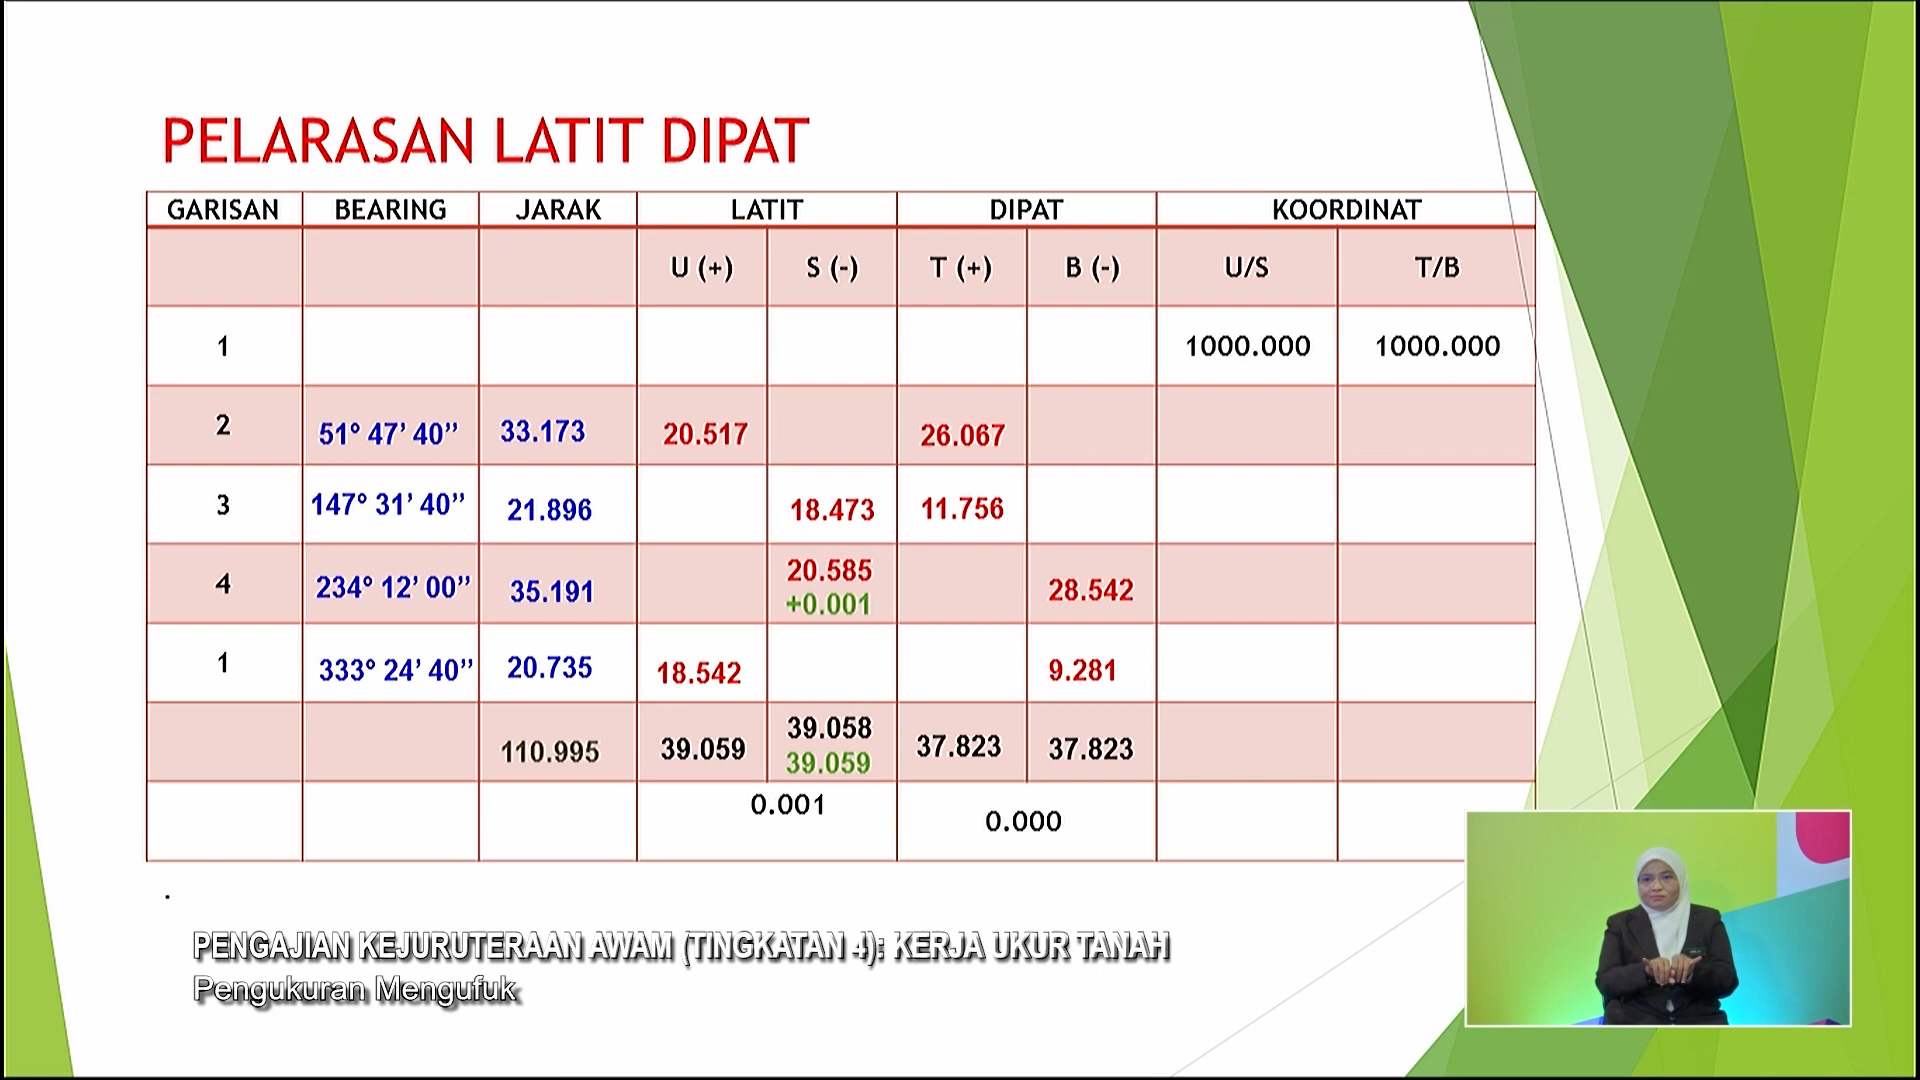 PELARASAN LATIT DIPAT
GARISAN BEARING JARAK LATIT DIPAT KOORDINAT
U (+) S (-) T (+) B (-) U/S T/B
1 1000.000 1000.000
2 51° 47’ 40” 33.173 20.517 26.067
3 147° 31’ 40” 21.896 18.473 11.756
4 234° 12’ 00” 35.191 20.585 28.542
+0.001
1 333° 24’ 40” 20.735 18.542 9.281
110.995 39.059 39.058 37.823 37.823
39.059
0.001 0.000
.
PENGAJIAN KEJURUTERAAN AWAM (TINGKATAN 4): KERJA UKUR TANAH
Pengukuran Mengufuk